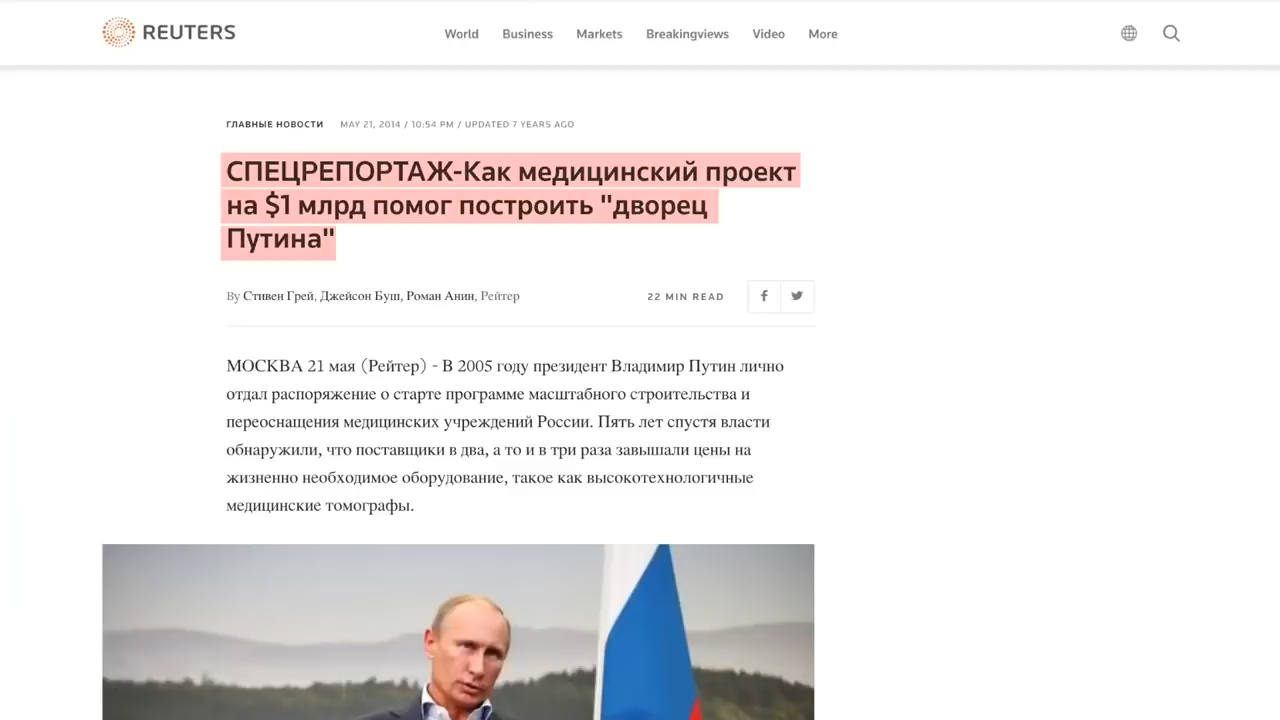 REUTERS
World Business Markets Breakingviews Video More
ГЛАВНЫЕ НОВОСТИ MAY 21, 2014 / 10:54 PM / UPDATED 7 YEARS AGO
СПЕЦРЕПОРТАЖ-Как медицинский проект
на $1 млрд помог построить "дворец
Путина"
By Стивен Грей, Джейсон Буш, Роман Анин, Рейтер
22 MIN READ
МОСКВА 21 мая (Рейтер) - В 2005 году президент Владимир Путин лично
отдал распоряжение о старте программе масштабного строительства и
переоснащения медицинских учреждений России. Пять лет спустя власти
обнаружили, что поставщики в два, а то и в три раза завышали цены на
жизненно необходимое оборудование, такое как высокотехнологичные
медицинские томографы.